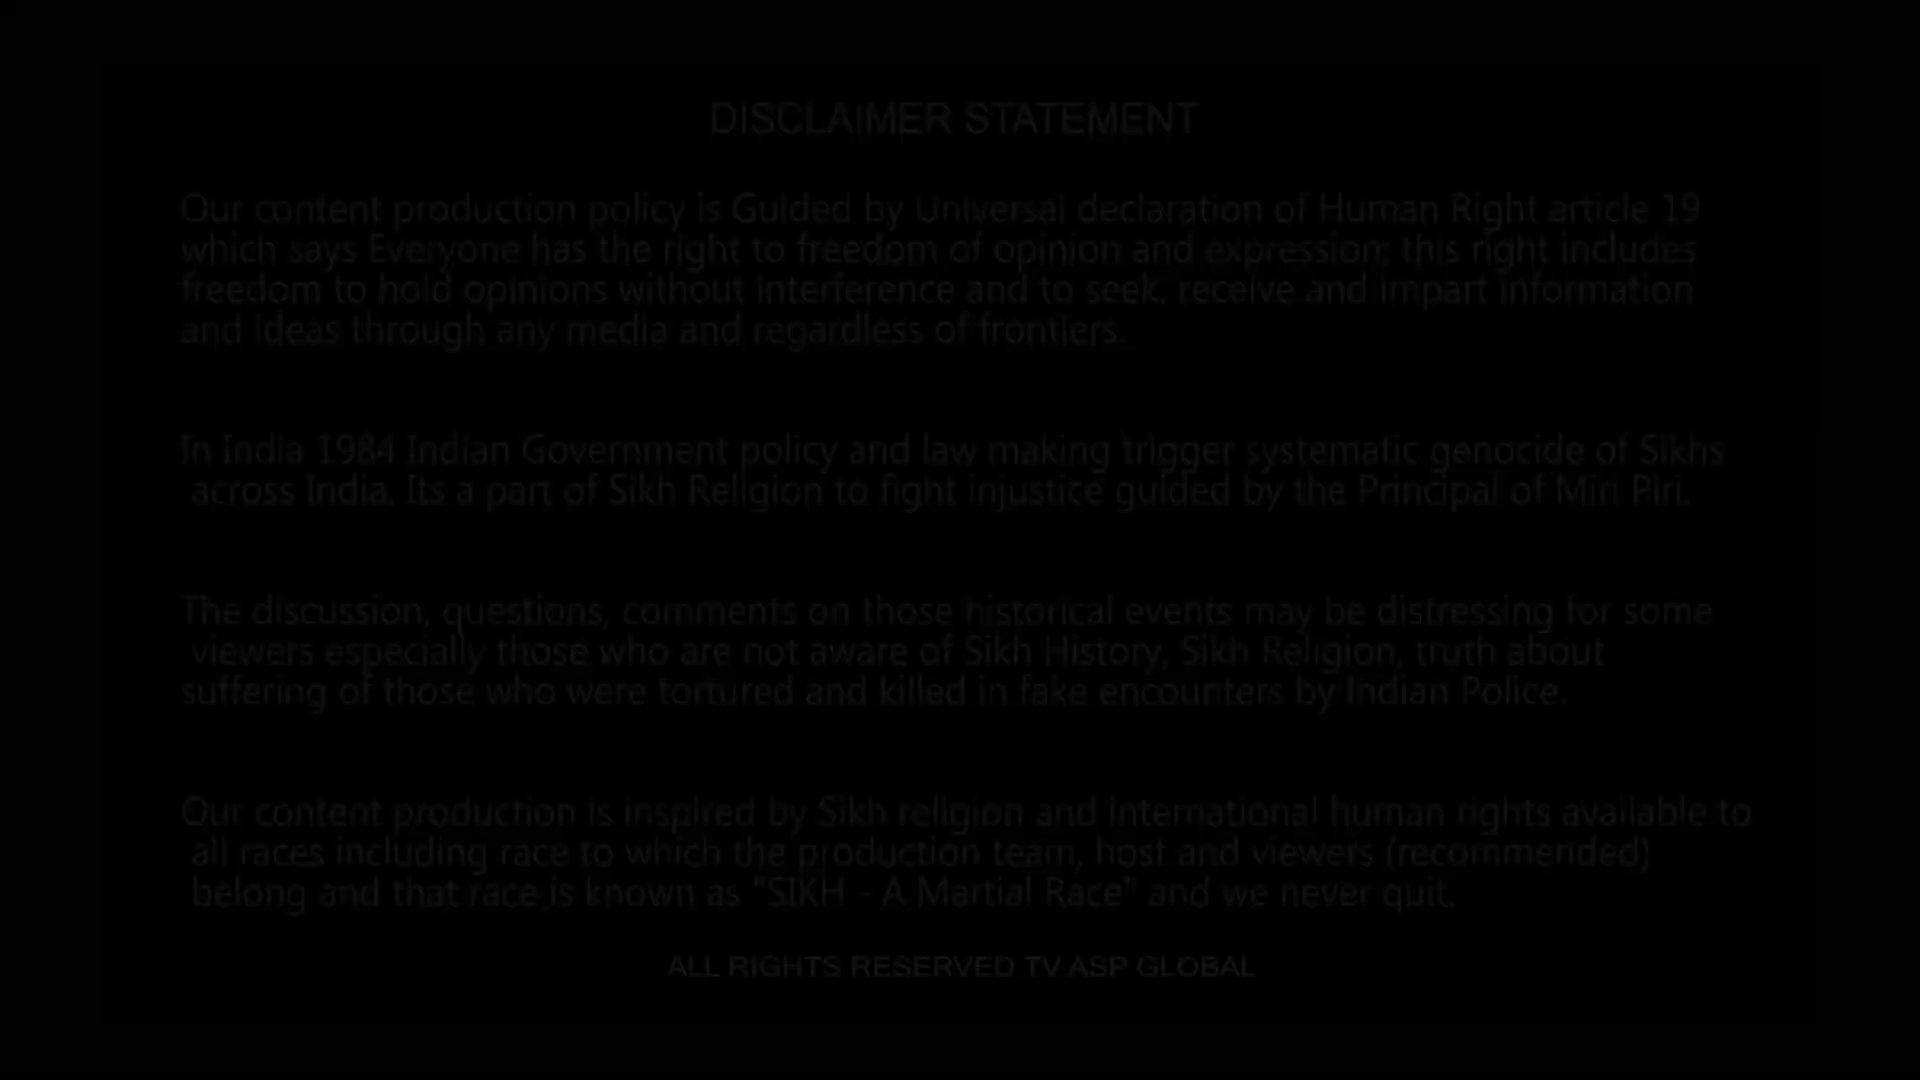 DISCLAIMER STATEMENT
Our content production policy is Guided by Universal declaration of Human Right article 19
which says Everyone has the right to freedom of opinion and expression; this right includes
freedom to hold opinions without interference and to seek, receive and impart information
and ideas through any media and regardless of frontiers.
In India 1984 Indian Government policy and law making trigger systematic genocide of Sikhs
across India. Its a part of Sikh Religion to fight injustice guided by the Principal of Miri Piri.
The discussion, questions, comments on those historical events may be distressing for some
viewers especially those who are not aware of Sikh History, Sikh Religion, truth about
suffering of those who were tortured and killed in fake encounters by Indian Police.
Our content production is inspired by Sikh religion and international human rights available to
all races including race to which the production team, host and viewers (recommended)
belong and that race is known as "SIKH - A Martial Race" and we never quit.
ALL RIGHTS RESERVED TV ASP GLOBAL